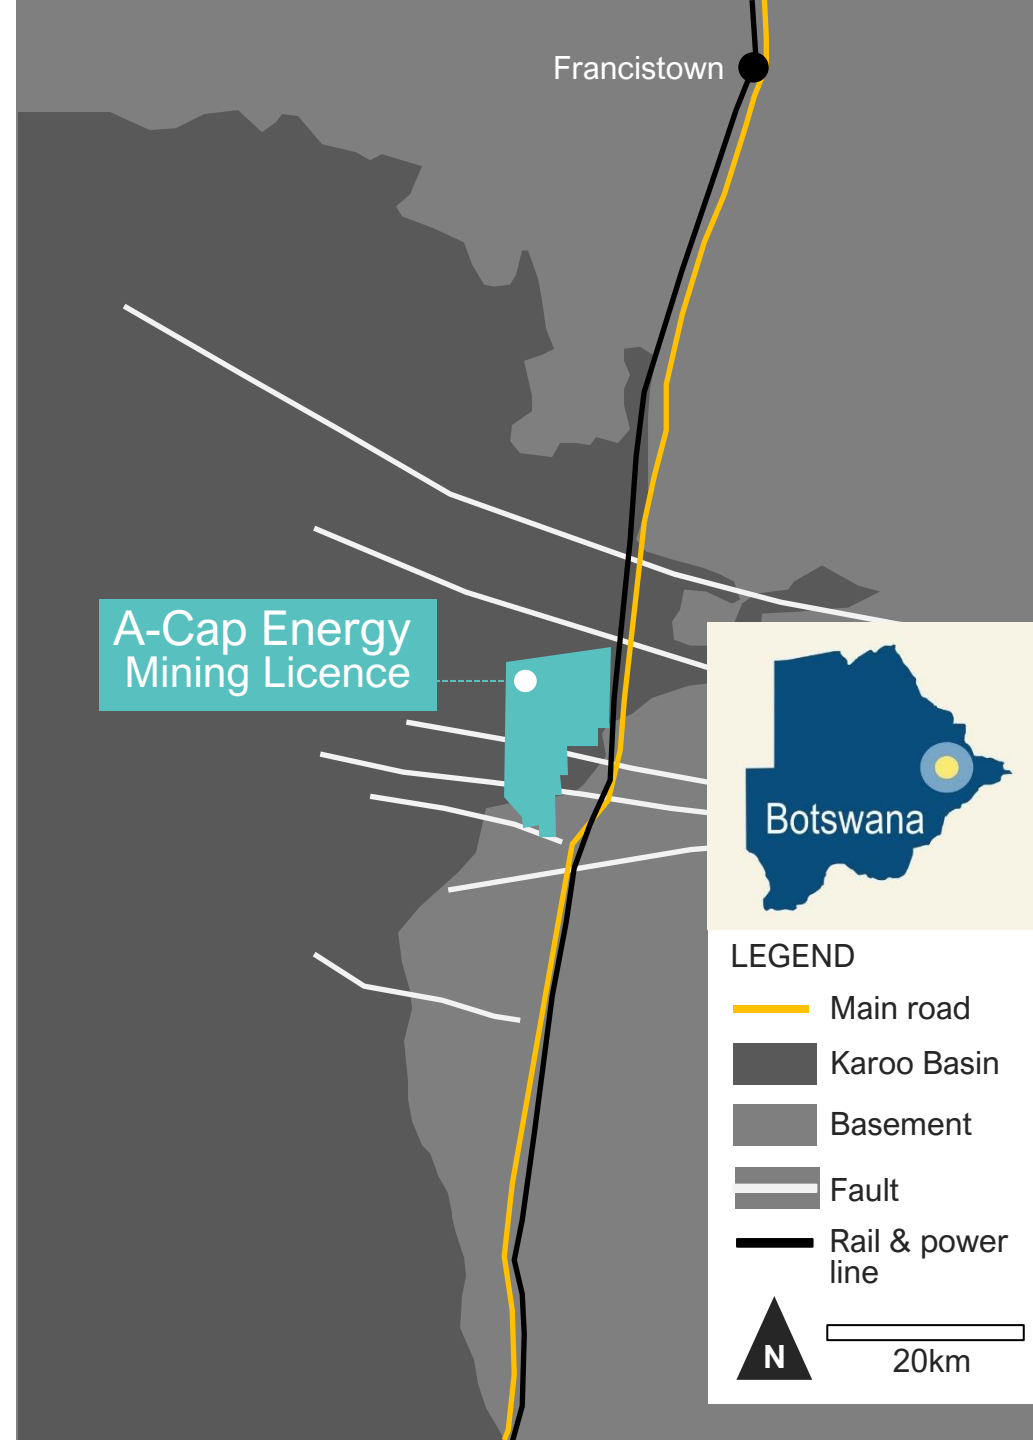 Francistown
A-Cap Energy
Mining Licence
Botswana
LEGEND
Main road
Karoo Basin
Basement
Fault
Rail & power
line
N
20km